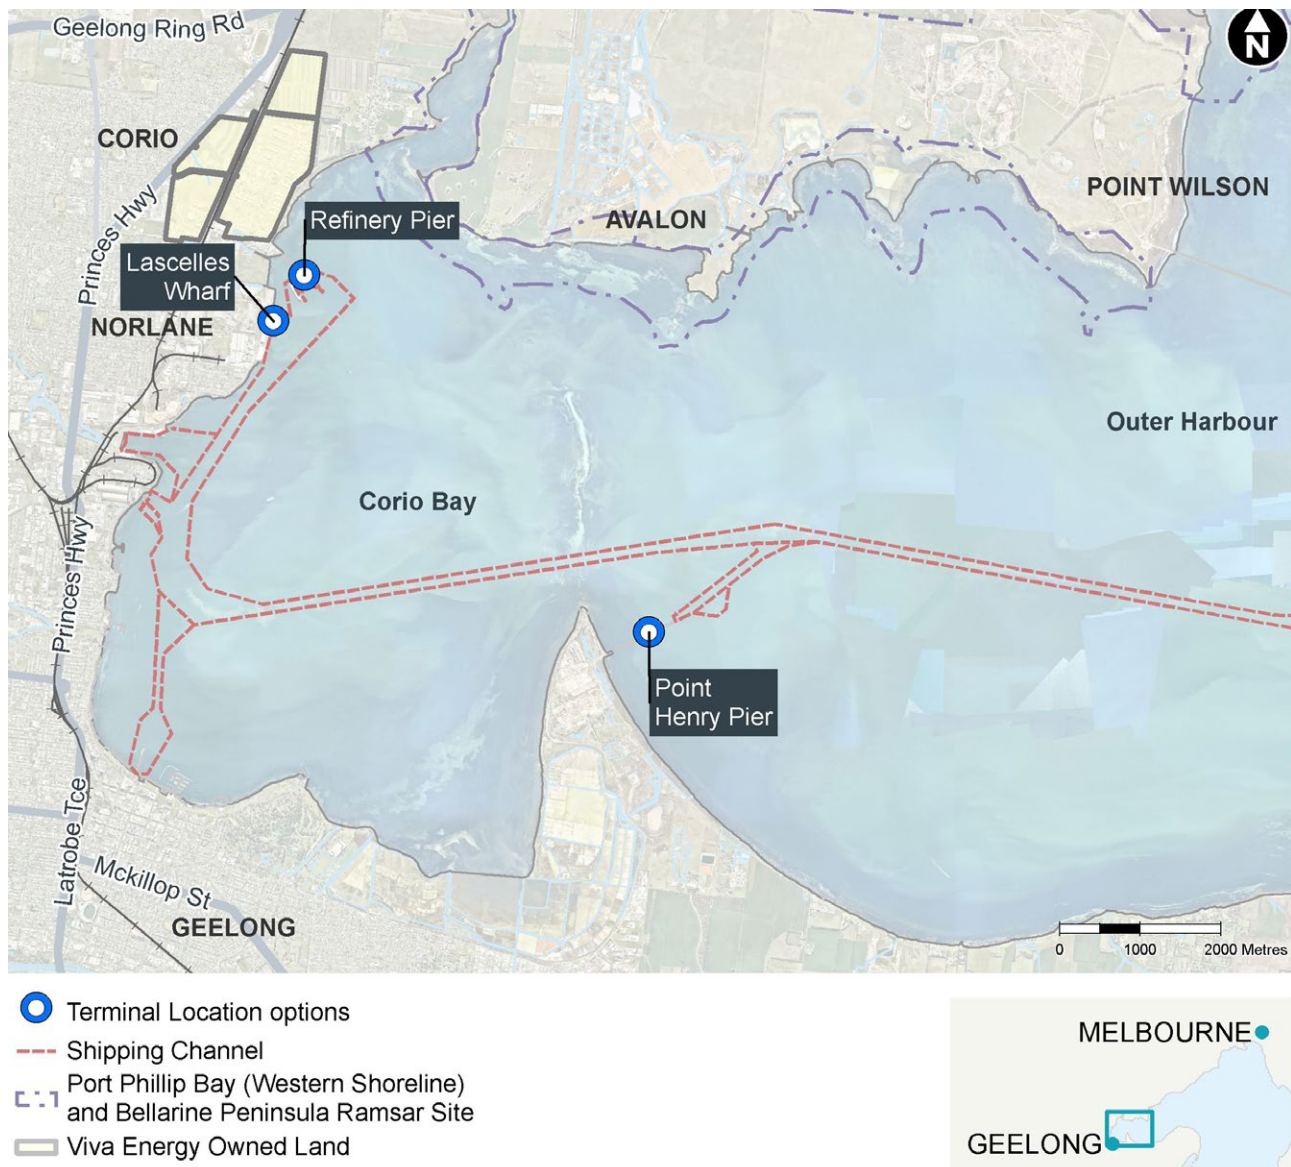 Geelong Ring Rd
N
CORIO
Princes Hwy
POINT WILSON
Refinery Pier
AVALON
Lascelles
Wharf
NORLANE
Outer Harbour
Corio Bay
Princes Hwy
Point
Henry Pier
Latrobe Tce
Mckillop St
GEELONG
0 1000 2000 Metres
Terminal Location options
Shipping Channel
Port Phillip Bay (Western Shoreline)
and Bellarine Peninsula Ramsar Site
Viva Energy Owned Land
MELBOURNE
GEELONG